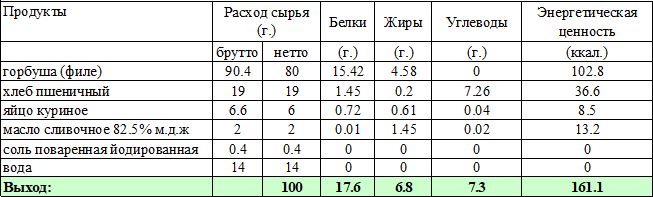 Продукты Расход сырья Белки Жиры Углеводы Энергетическая
(г.) ценность
брутто нетто (г.) (г.) (г.) (ккал.)
горбуша (филе) 90.4 80 15.42 4.58 0 102.8
хлеб пшеничный 19 19 1.45 0.2 7.26 36.6
яйцо куриное 6.6 6 0.72 0.61 0.04 8.5
масло сливочное 82.5% м.д.ж 2 2 0.01 1.45 0.02 13.2
соль поваренная йодированная 0.4 0.4 0 0 0 0
вода 14 14 0 0 0 0
Выход: 100 17.6 6.8 7.3 161.1